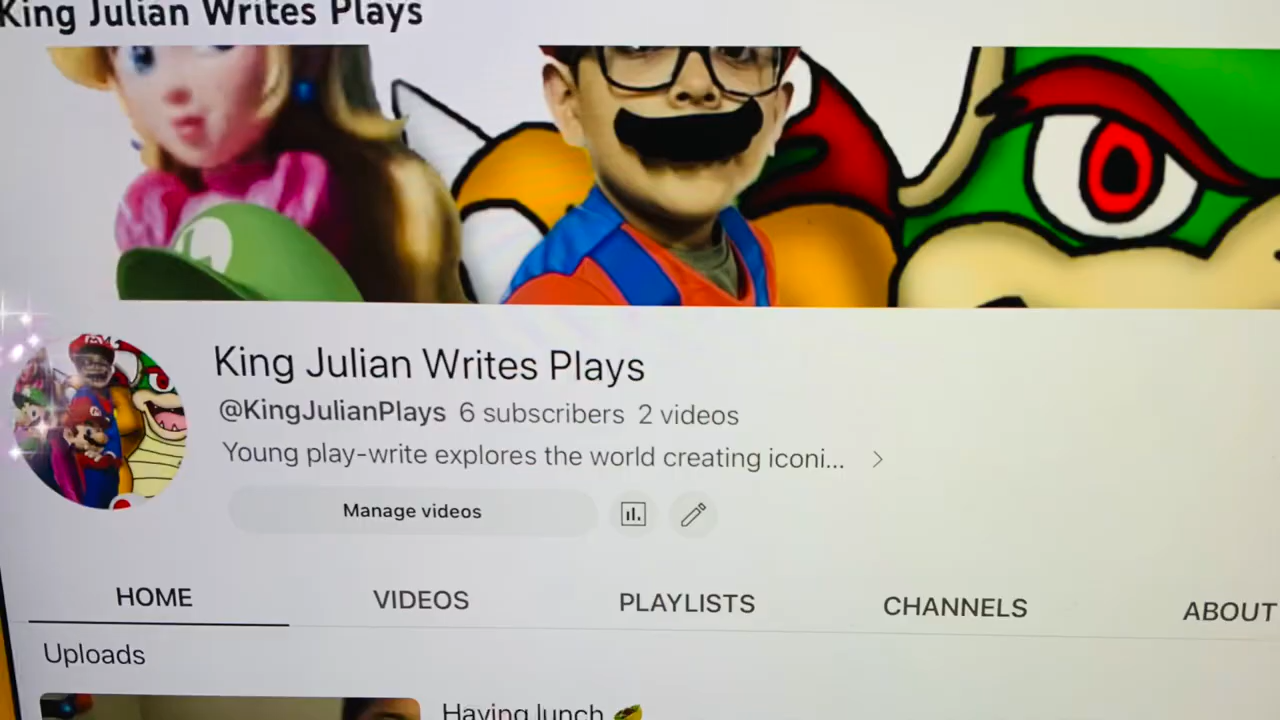 King Julian Writes Plays
King Julian Writes Plays
@KingJulianPlays 6 subscribers 2 videos
Young play-write explores the world creating iconi...
Manage videos
HOME VIDEOS PLAYLISTS CHANNELS ABOUT
Uploads
Having lunch